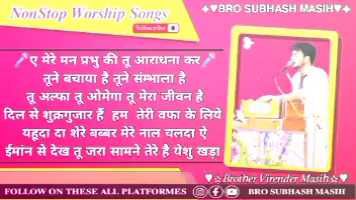 NonStop Worship Songs
Subscribe
BRO SUBHASH MASIH
ए मेरे मन प्रभु की तू आराधना कर
तूने बचाया है तूने संम्भाला है
तू अल्फा तू ओमेगा तू मेरा जीवन है
दिल से शुक्रगुजार हैं हम तेरी वफा के लिये
यहूदा दा शेरे बब्बर मेरे नाल चलदा ऐ
ईमांन से देख तू जरा सामने तेरे है येशु खड़ा
Brother Virender Masih
FOLLOW ON THESE ALL PLATFORMES
BRO SUBHASH MASIH